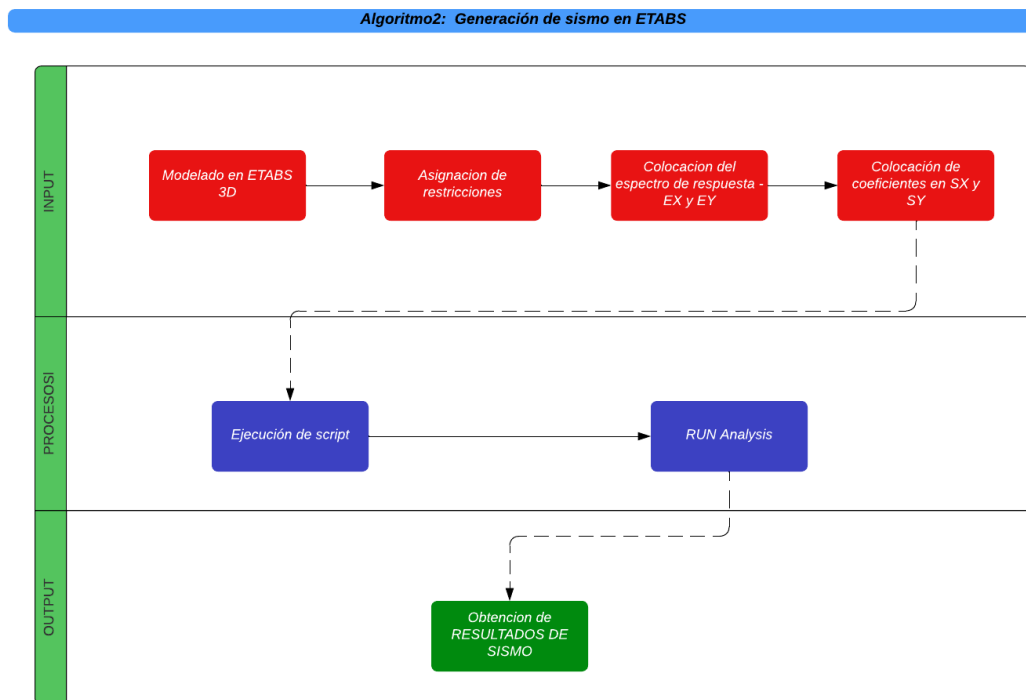 Algoritmo2: Generación de sismo en ETABS
INPUT
Modelado en ETABS
3D
Asignacion de
restricciones
Colocacion del
espectro de respuesta -
EX y EY
Colocación de
coeficientes en SX y
SY
PROCESOSI
Ejecución de script
RUN Analysis
OUTPUT
Obtencion de
RESULTADOS DE
SISMO